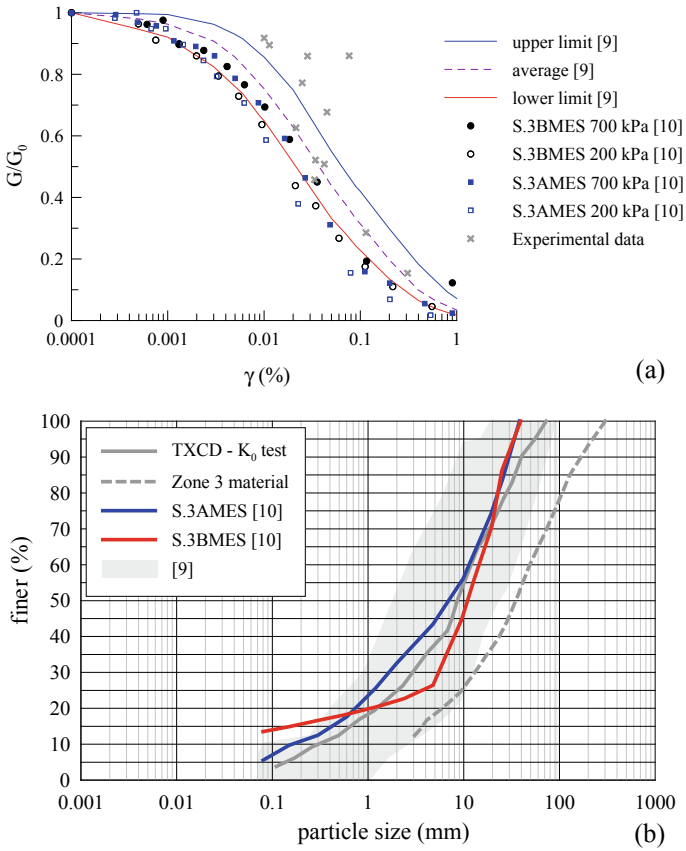 1
0.8
0.6
0.4
0.2
0
G/G0
0.0001
0.001
0.01
0.1
1
γ (%)
upper limit [9]
average [9]
lower limit [9]
S.3BMES 700 kPa [10]
S.3BMES 200 kPa [10]
S.3AMES 700 kPa [10]
S.3AMES 200 kPa [10]
Experimental data
(a)
100
90
80
70
60
50
40
30
20
10
0
finer (%)
TXCD - K0 test
Zone 3 material
S.3AMES [10]
S.3BMES [10]
[9]
0.001
0.01
0.1
1
10
100
1000
particle size (mm)
(b)